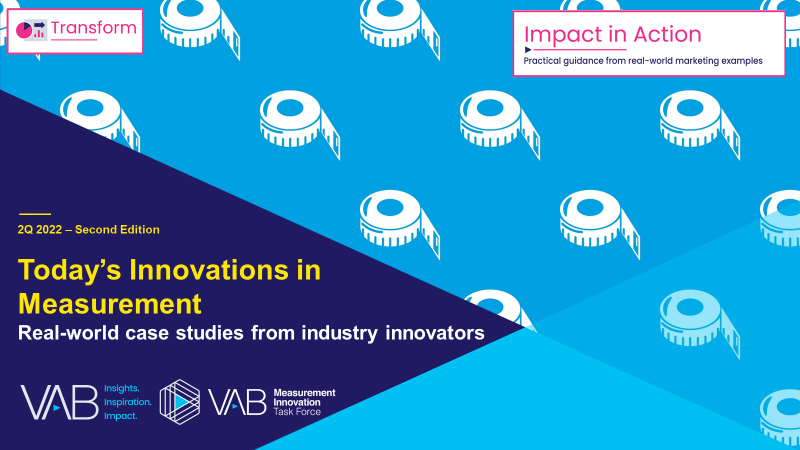 Transform
Impact in Action
Practical guidance from real-world marketing examples
2Q 2022 – Second Edition
Today's Innovations in
Measurement
Real-world case studies from industry innovators
VAB
Insights.
Inspiration.
Impact.
VAB
Measurement
Innovation
Task Force